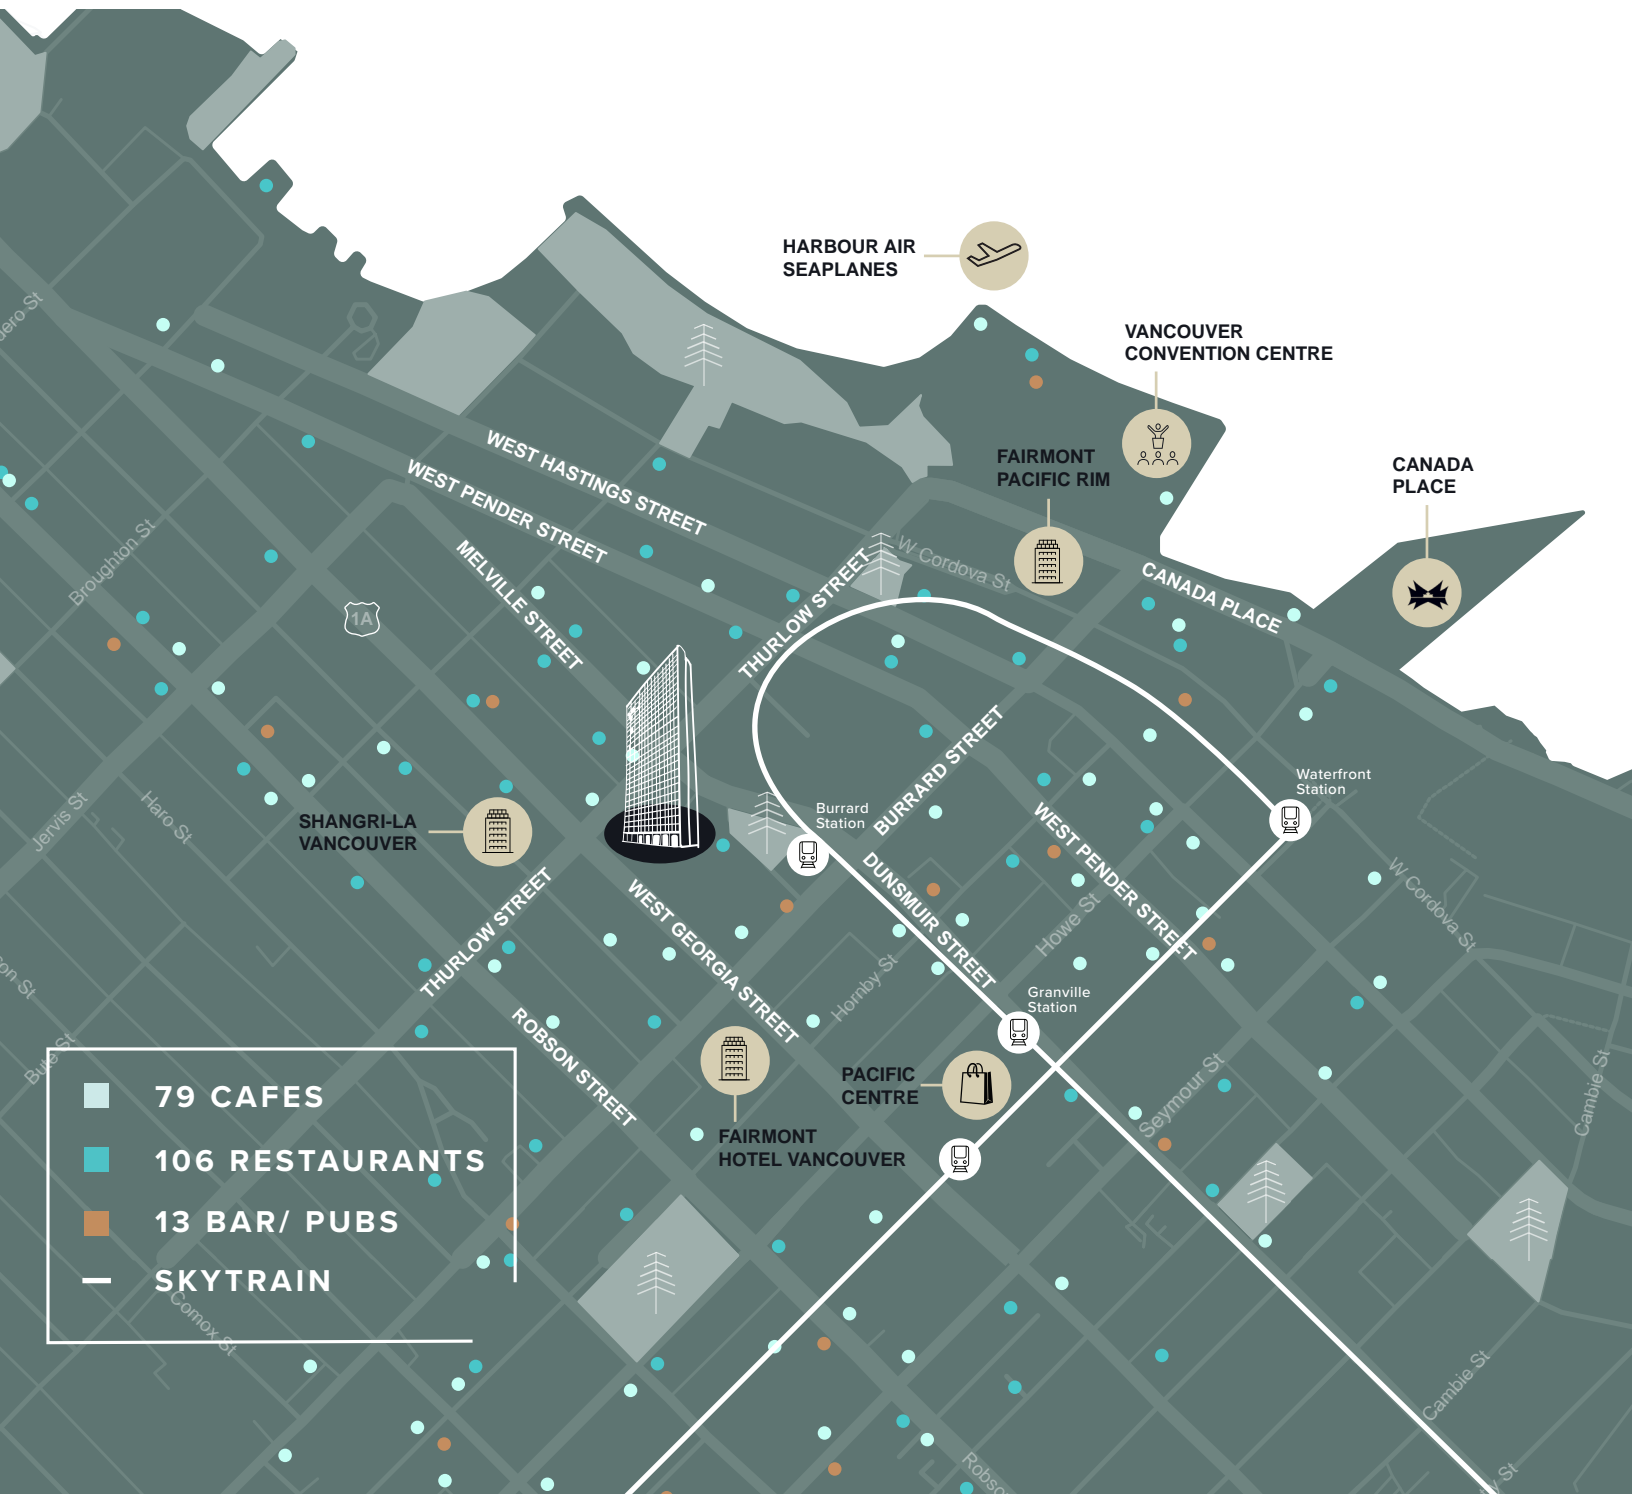 HARBOUR AIR
SEAPLANES
VANCOUVER
CONVENTION CENTRE
FAIRMONT
PACIFIC RIM
CANADA
PLACE
WEST HASTINGS STREET
WEST PENDER STREET
MELVILLE STREET
THURLOW STREET
W Cordova St
CANADA PLACE
Broughton St
1A
BURRARD STREET
Waterfront
Station
Burrard
Station
WEST PENDER STREET
SHANGRI-LA
VANCOUVER
Jervis St
Haro St
DUNSMUIR STREET
W Cordova St
THURLOW STREET
WEST GEORGIA STREET
Howe St
Hornby St
Granville
Station
ROBSON STREET
Bute St
PACIFIC
CENTRE
Seymour St
Cambie St
FAIRMONT
HOTEL VANCOUVER
79 CAFES
106 RESTAURANTS
13 BAR/ PUBS
SKYTRAIN
Comox St
Cambie St